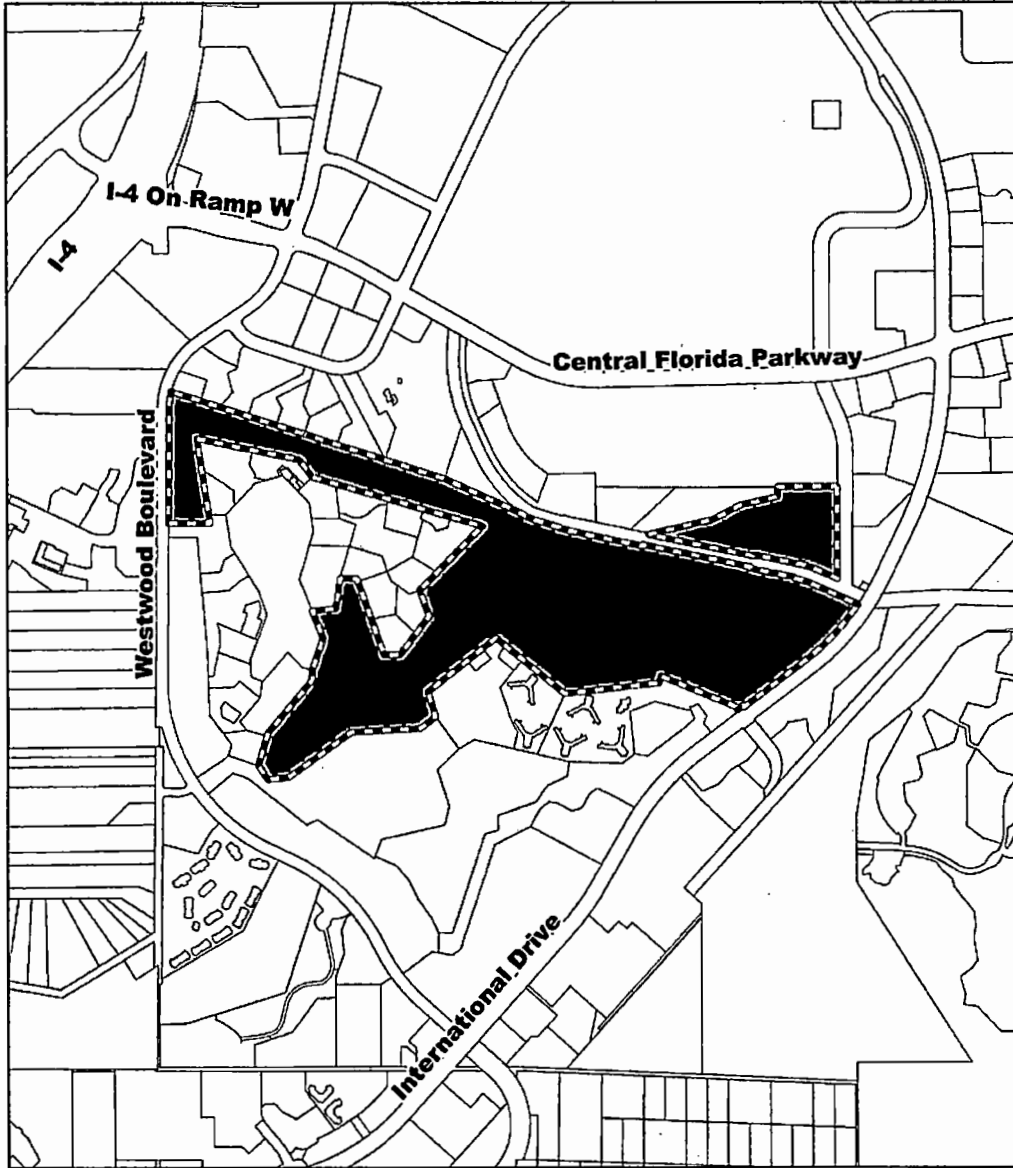 I-4 On Ramp W
I-4
Central Florida Parkway
Westwood Boulevard
International Drive